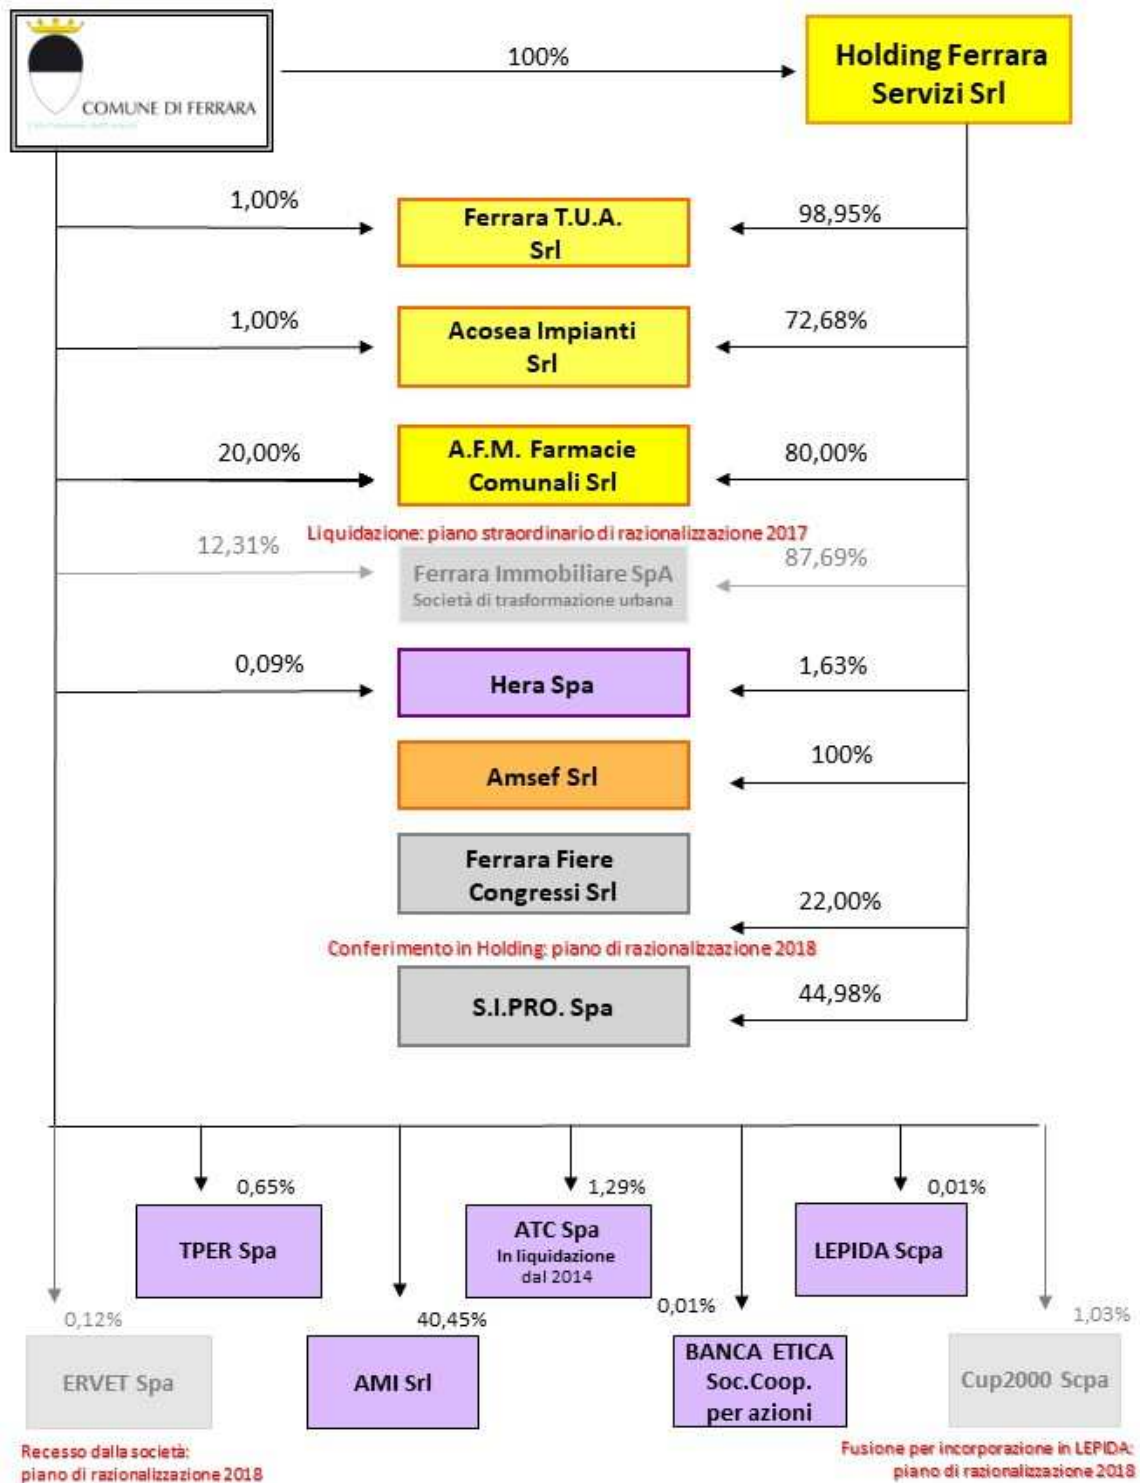 COMUNE DI FERRARA
100%
Holding Ferrara
Servizi Srl
1,00%
Ferrara T.U.A.
Srl
98,95%
1,00%
Acosea Impianti
Srl
72,68%
20,00%
A.F.M. Farmacie
Comunali Srl
80,00%
Liquidazione: piano straordinario di razionalizzazione 2017
12,31%
Ferrara Immobiliare SpA
Società di trasformazione urbana
87,69%
0,09%
Hera Spa
1,63%
Amsef Srl
100%
Ferrara Fiere
Congressi Srl
22,00%
Conferimento in Holding: piano di razionalizzazione 2018
S.I.PRO. Spa
44,98%
0,65%
TPER Spa
1,29%
ATC Spa
In liquidazione
dal 2014
0,01%
LEPIDA Scpa
0,12%
ERVET Spa
40,45%
AMI Srl
0,01%
BANCA ETICA
Soc.Coop.
per azioni
1,03%
Cup2000 Scpa
Recesso dalla società:
piano di razionalizzazione 2018
Fusione per incorporazione in LEPIDA:
piano di razionalizzazione 2018